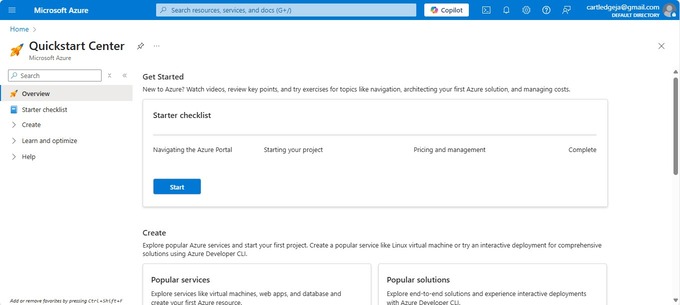 Microsoft Azure
Search resources, services, and docs (G+/)
Copilot
cartledgeja@gmail.com
DEFAULT DIRECTORY
Home
Quickstart Center
Microsoft Azure
Search
Overview
Starter checklist
Create
Learn and optimize
Help
Add or remove favorites by pressing Ctrl+Shift+F
Get Started
New to Azure? Watch videos, review key points, and try exercises for topics like navigation, architecting your first Azure solution, and managing costs.
Starter checklist
Navigating the Azure Portal
Starting your project
Pricing and management
Complete
Start
Create
Explore popular Azure services and start your first project. Create a popular service like Linux virtual machine or try an interactive deployment for comprehensive
solutions using Azure Developer CLI.
Popular services
Explore services like virtual machines, web apps, and database and
create your first Azure resource.
Popular solutions
Explore end-to-end solutions and experience interactive deployments
with Azure Developer CLI.